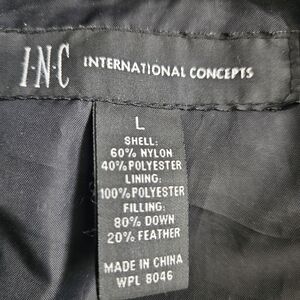 I·N·C INTERNATIONAL CONCEPTS
L
SHELL:
60% NYLON
40% POLYESTER
LINING:
100% POLYESTER
FILLING:
80% DOWN
20% FEATHER
MADE IN CHINA
WPL 8046